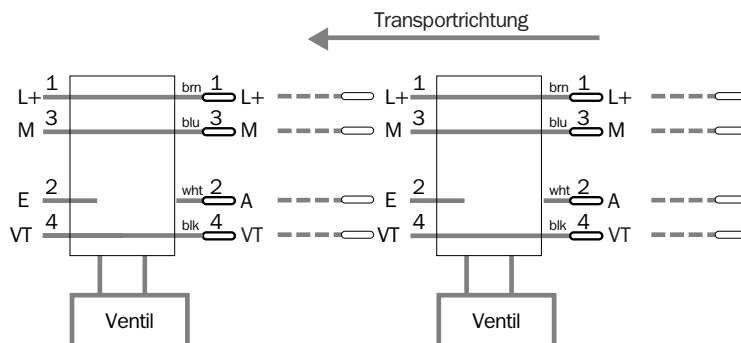 Transportrichtung
L+ 1 brn 1 L+ L+ 1 brn 1 L+
M 3 blu 3 M M 3 blu 3 M
E 2 wht 2 A E 2 wht 2 A
VT 4 blk 4 VT VT 4 blk 4 VT
Ventil Ventil